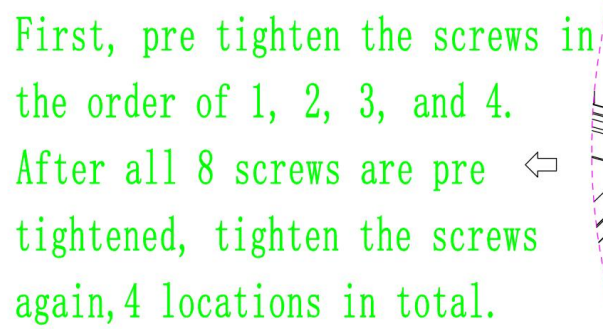 First, pre tighten the screws in
the order of 1, 2, 3, and 4.
After all 8 screws are pre
tightened, tighten the screws
again,4 locations in total.